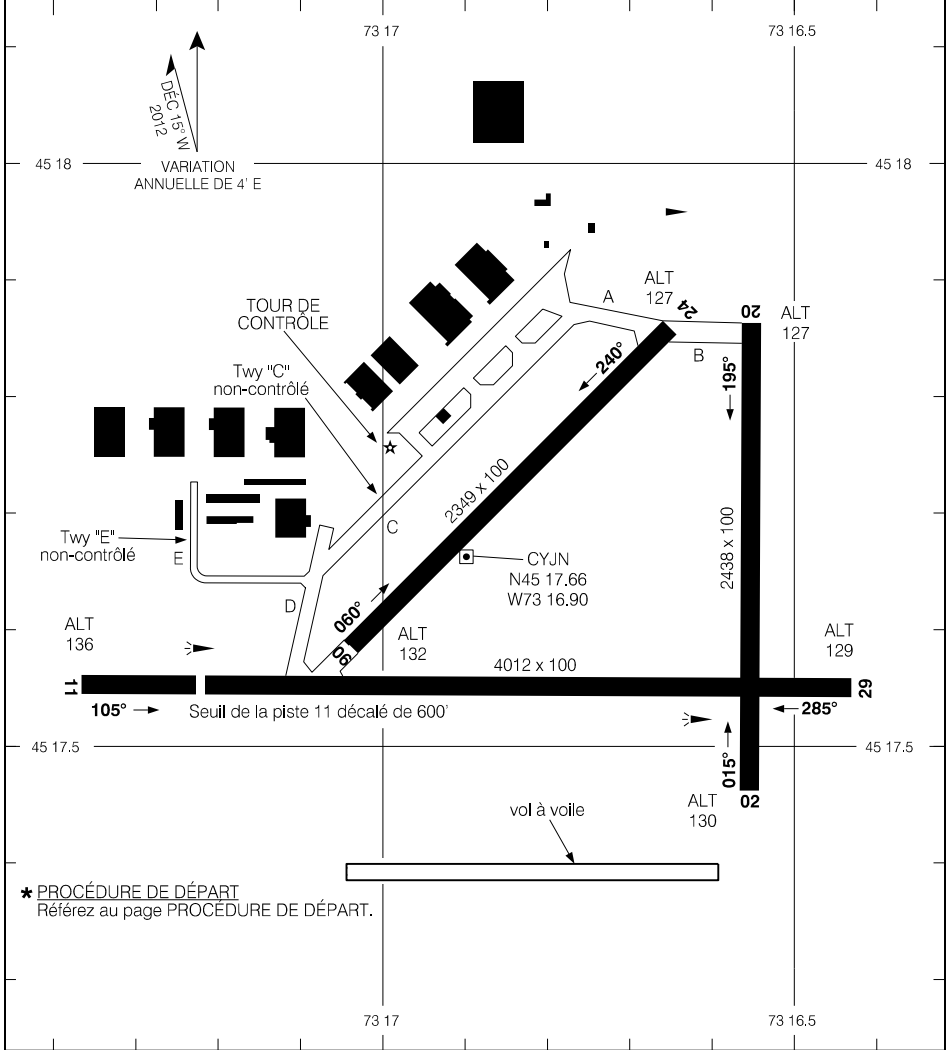 73 17
73 16.5
DÉC 15° W
2012
VARIATION
ANNUELLE DE 4' E
45 18
45 18
TOUR DE
CONTRÔLE
Twy "C"
non-contrôlé
ALT
127
A
24
20
ALT
127
B
240°
195°
2349 x 100
C
2438 x 100
Twy "E"
non-contrôlé
E
CYJN
N45 17.66
W73 16.90
D
060°
06
ALT
136
ALT
132
ALT
129
4012 x 100
11
29
105°
Seuil de la piste 11 décalé de 600'
285°
015°
45 17.5
45 17.5
ALT
130
02
vol à voile
* PROCÉDURE DE DÉPART
Référez au page PROCÉDURE DE DÉPART.
73 17
73 16.5